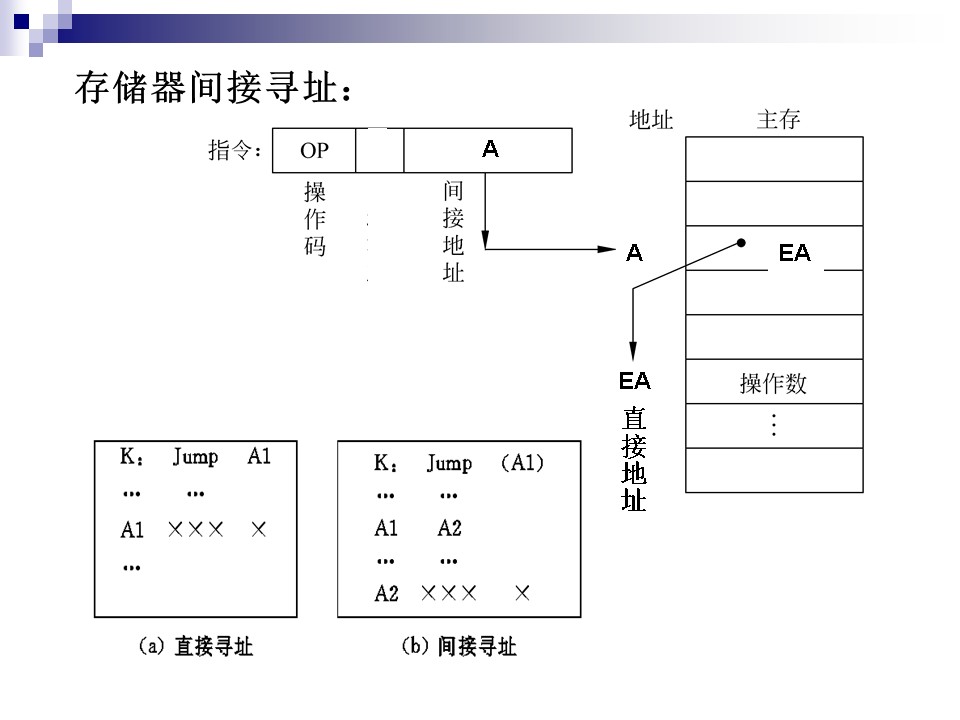 存储器间接寻址：
地址 主存
指令： OP A
操作码
间接地址
A EA
EA 操作数
直接地址
⋮
K： Jump A1
… …
A1 ××× ×
…
(a) 直接寻址
K： Jump (A1)
… …
A1 A2
… …
A2 ××× ×
(b) 间接寻址